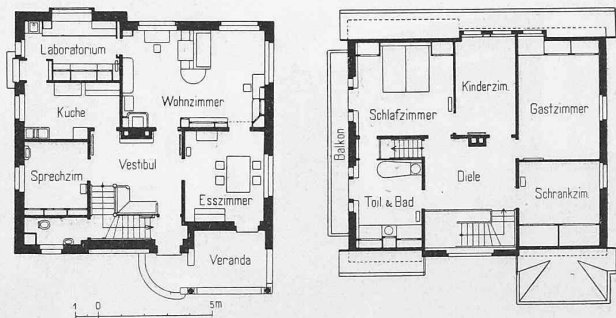 Laboratorium
Küche
Wohnzimmer
Vestibul
Sprechzim.
Esszimmer
Veranda
1 0 5m
Balkon
Schlafzimmer
Kinderzim.
Gastzimmer
Diele
Toil. & Bad
Schrankzim.